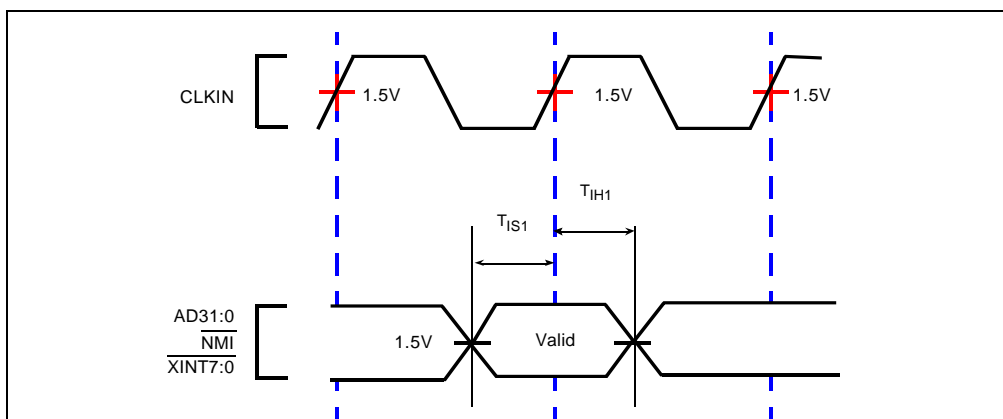 CLKIN
1.5V
1.5V
1.5V
TIH1
TIS1
AD31:0
NMI
XINT7:0
1.5V
Valid